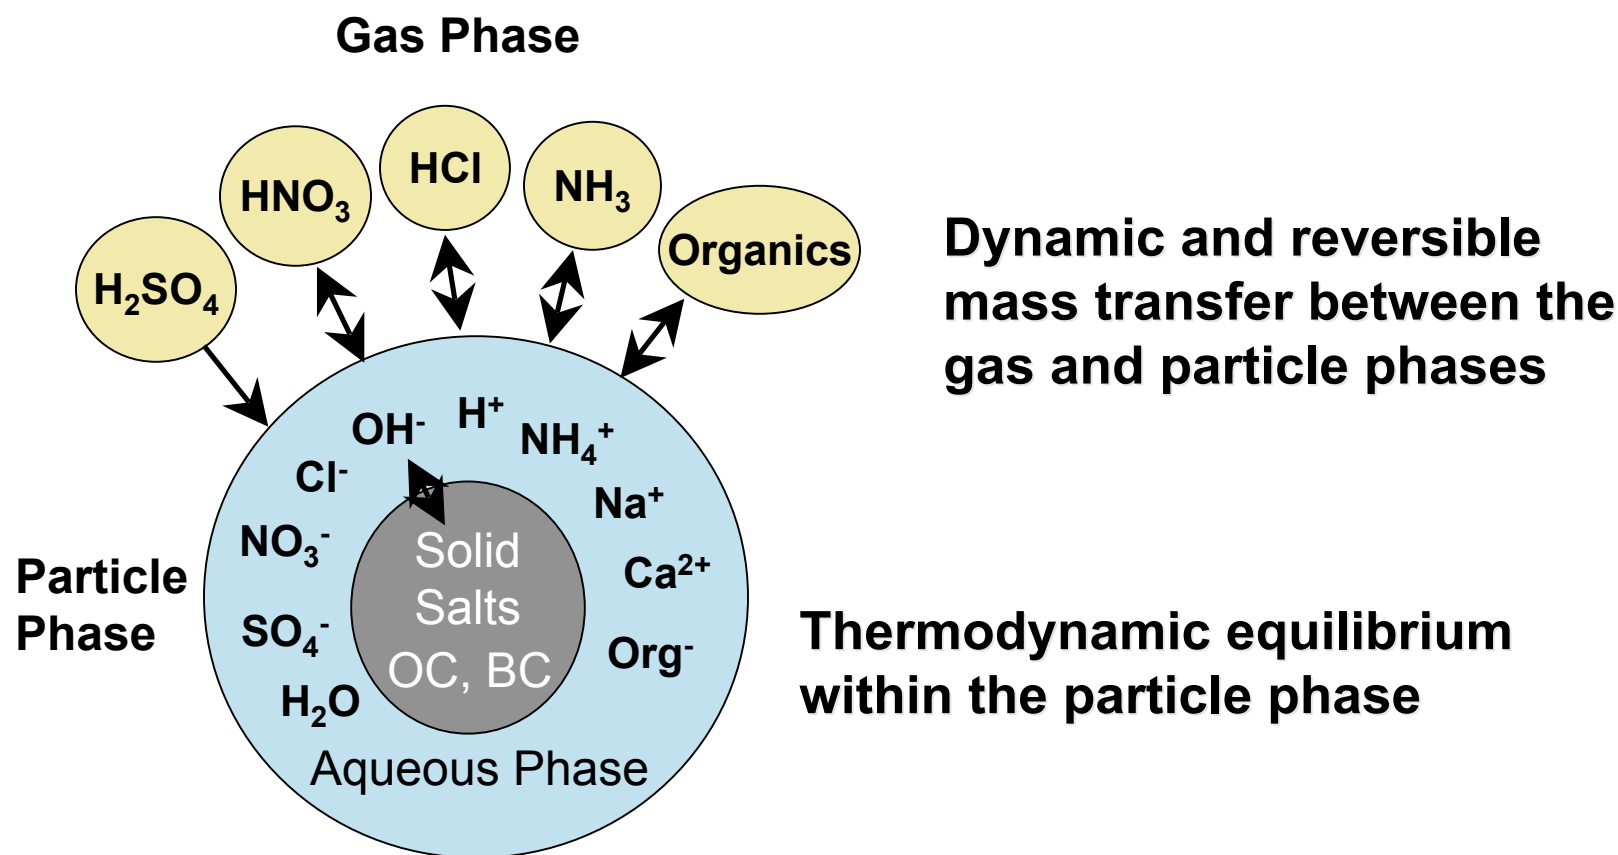 Gas Phase
H₂SO₄
HNO₃
HCl
NH₃
Organics
Dynamic and reversible
mass transfer between the
gas and particle phases
OH⁻
H⁺
NH₄⁺
Cl⁻
Na⁺
NO₃⁻
Ca²⁺
SO₄⁻
Org⁻
H₂O
Solid
Salts
OC, BC
Aqueous Phase
Particle
Phase
Thermodynamic equilibrium
within the particle phase